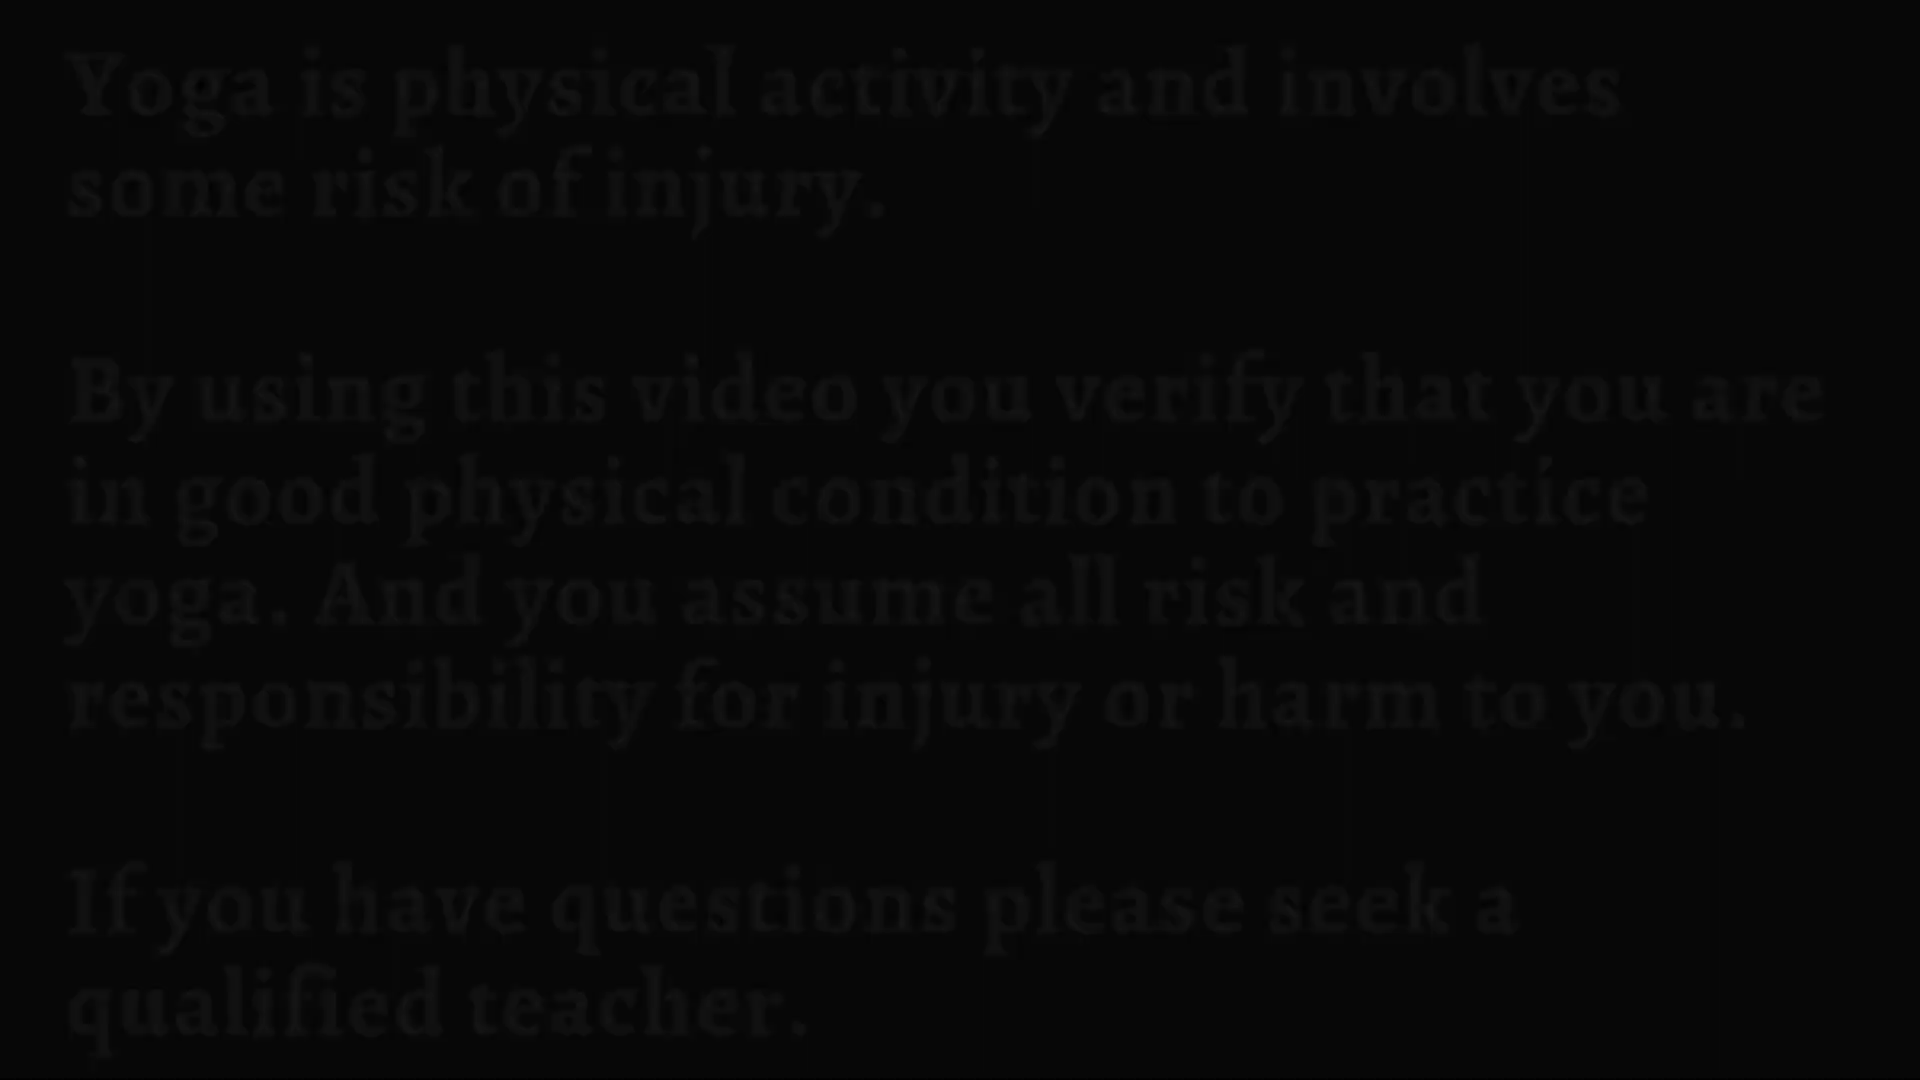 Yoga is physical activity and involves
some risk of injury.
By using this video you verify that you are
in good physical condition to practice
yoga. And you assume all risk and
responsibility for injury or harm to you.
If you have questions please seek a
qualified teacher.